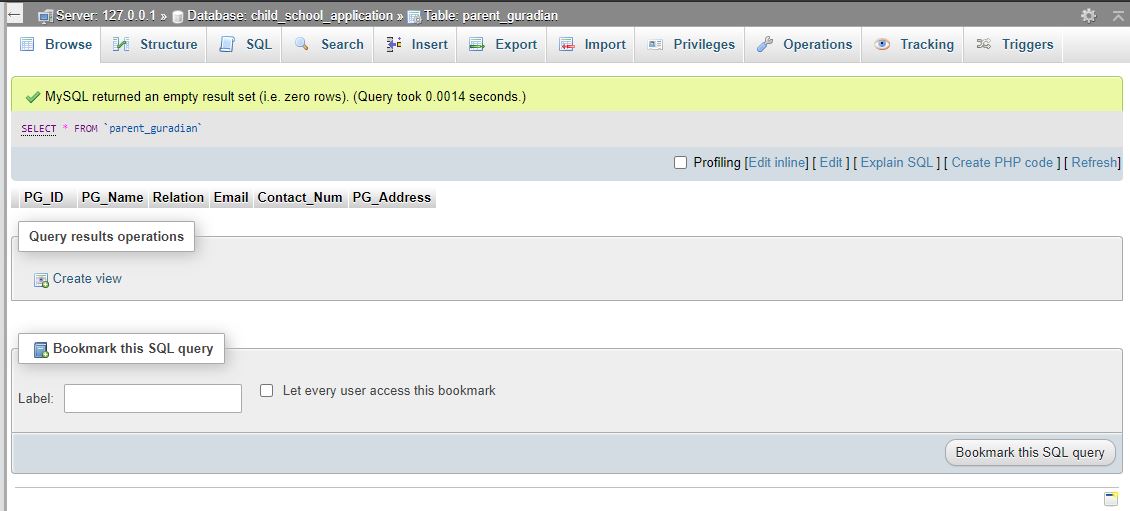 Server: 127.0.0.1 » Database: child_school_application » Table: parent_guradian
Browse Structure SQL Search Insert Export Import Privileges Operations Tracking Triggers
MySQL returned an empty result set (i.e. zero rows). (Query took 0.0014 seconds.)
SELECT * FROM `parent_guradian`
Profiling [Edit inline] [ Edit ] [ Explain SQL ] [ Create PHP code ] [ Refresh]
PG_ID PG_Name Relation Email Contact_Num PG_Address
Query results operations
Create view
Bookmark this SQL query
Label: Let every user access this bookmark
Bookmark this SQL query